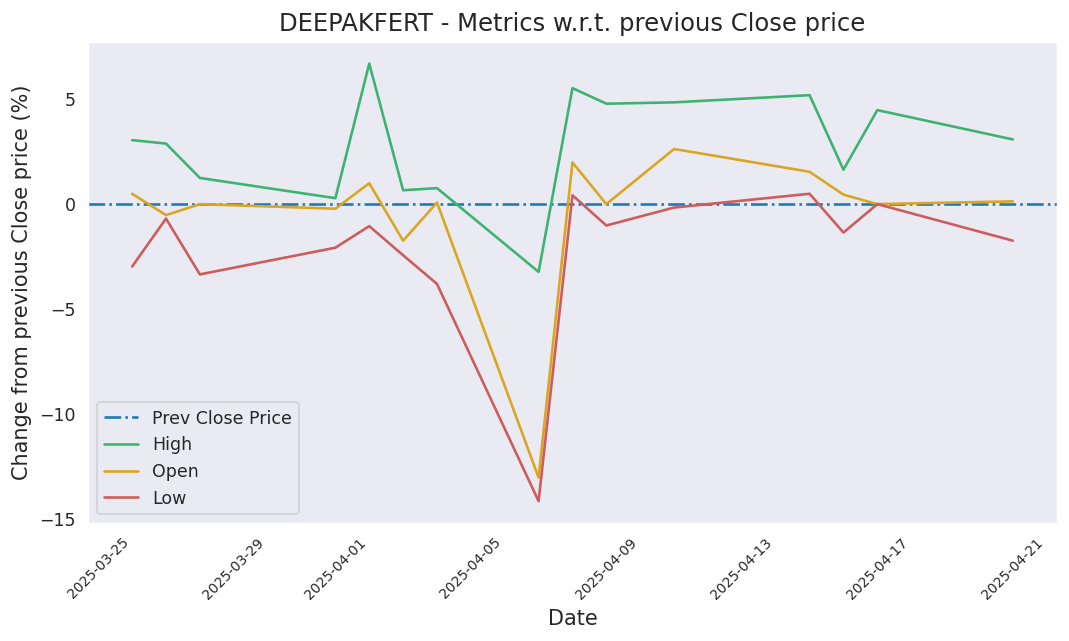 DEEPAKFERT - Metrics w.r.t. previous Close price
Change from previous Close price (%)
5
0
−5
−10
−15
Prev Close Price
High
Open
Low
2025-03-25
2025-03-29
2025-04-01
2025-04-05
2025-04-09
2025-04-13
2025-04-17
2025-04-21
Date